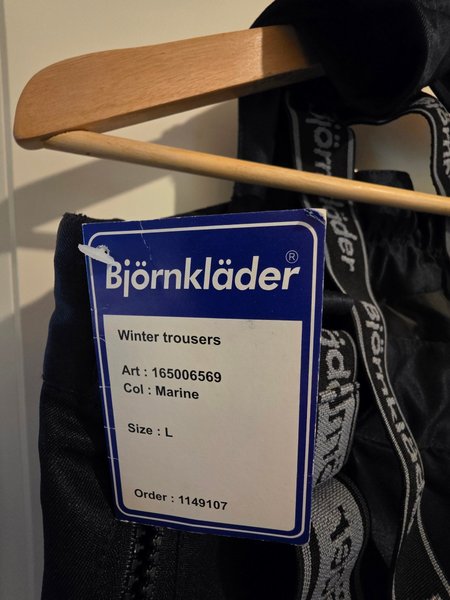 Björnkläder®
Winter trousers
Art : 165006569
Col : Marine
Size : L
Order : 1149107
Björnkläder
Björnkläder